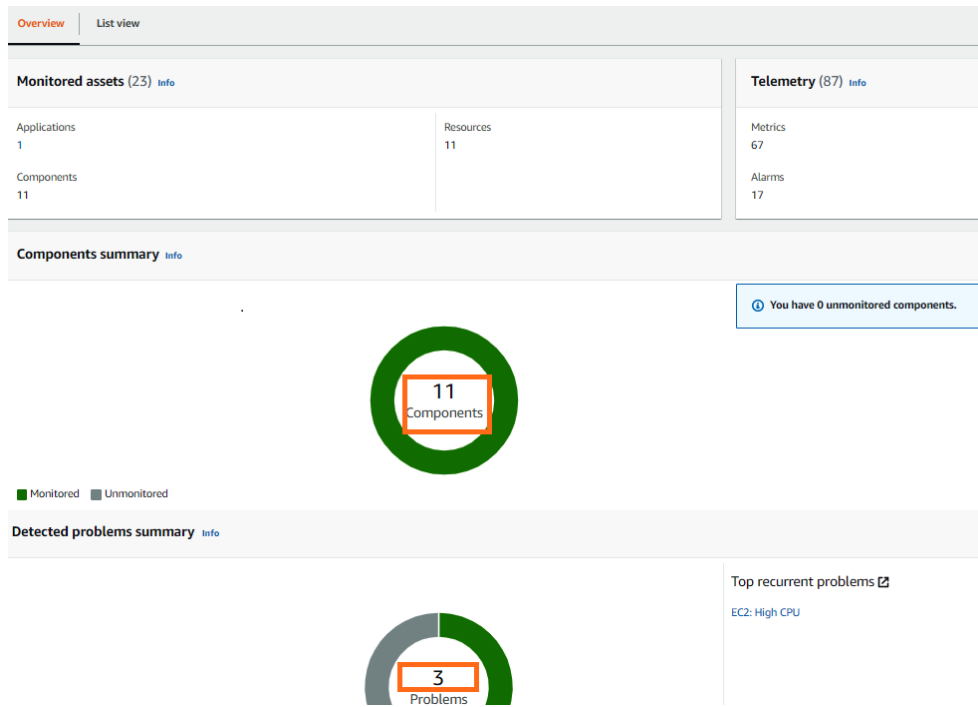 Overview
List view
Monitored assets (23) Info
Applications
1
Components
11
Resources
11
Telemetry (87) Info
Metrics
67
Alarms
17
Components summary Info
You have 0 unmonitored components.
11
Components
Monitored
Unmonitored
Detected problems summary Info
Top recurrent problems
EC2: High CPU
3
Problems